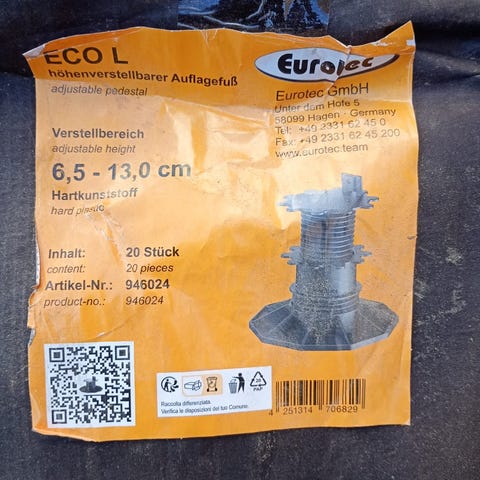 ECO L
höhenverstellbarer Auflagefuß
adjustable pedestal
Eurotec
Eurotec GmbH
Unter dem Hofe 5
58099 Hagen - Germany
Tel: +49 2331 62 45 0
Fax: +49 2331 62 45 200
www.eurotec.team
Verstellbereich
adjustable height
6,5 - 13,0 cm
Hartkunststoff
hard plastic
Inhalt: 20 Stück
content: 20 pieces
Artikel-Nr.: 946024
product-no.: 946024
PAP
Raccolta differenziata.
Verifica le disposizioni del tuo Comune.
4 251314 706829